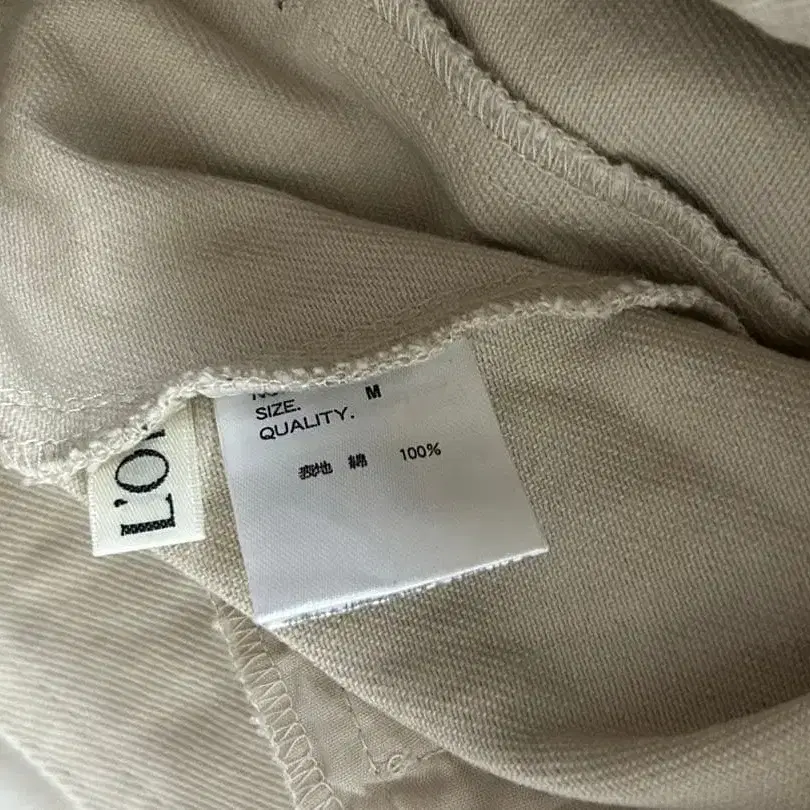 SIZE. M
QUALITY.
表地 綿 100%
L'O